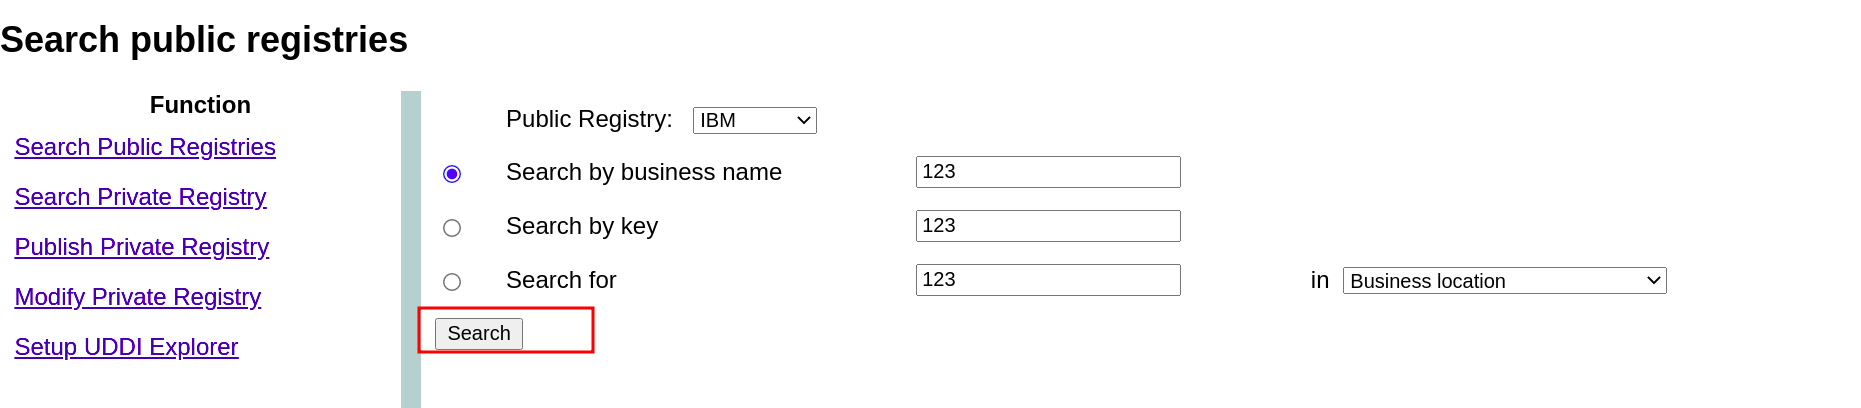 Search public registries
Function
Search Public Registries
Search Private Registry
Publish Private Registry
Modify Private Registry
Setup UDDI Explorer
Public Registry: IBM
Search by business name 123
Search by key 123
Search for 123 in Business location
Search